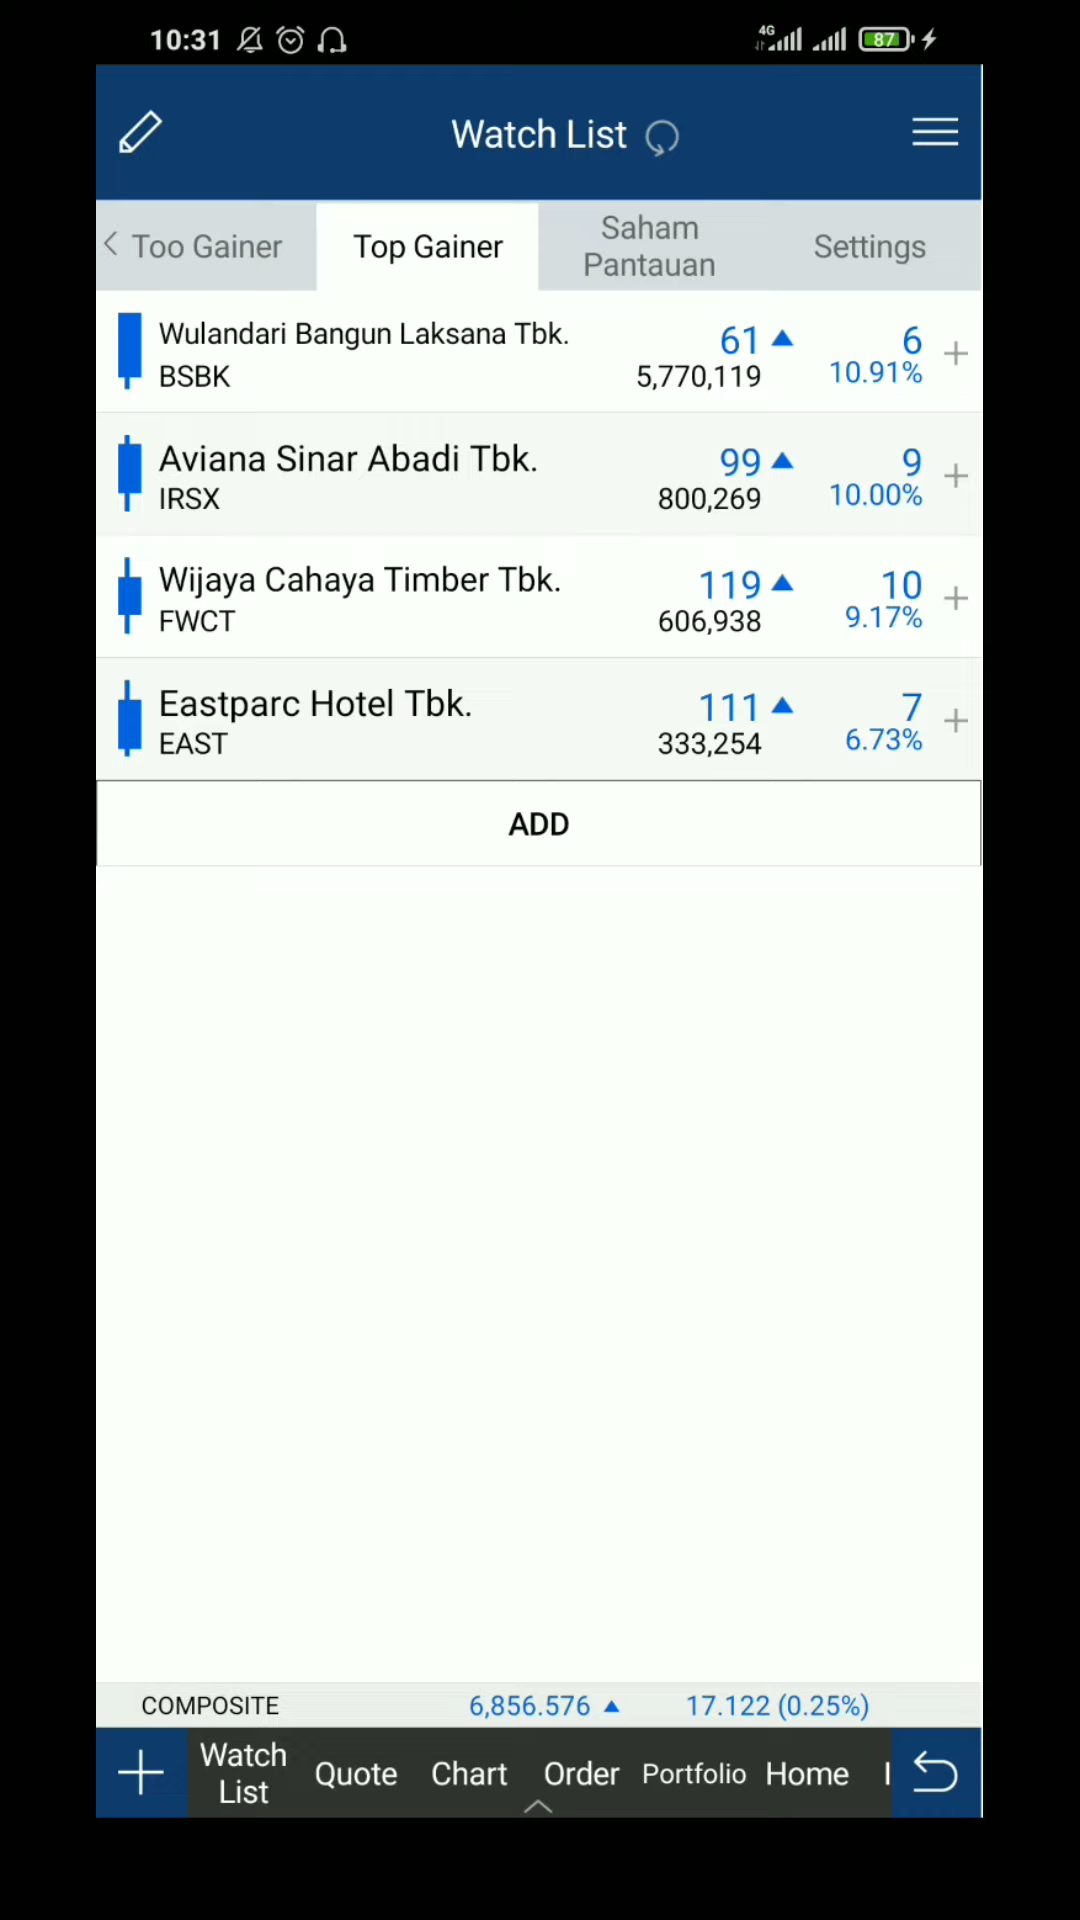 10:31 4G 87
Watch List
Too Gainer Top Gainer Saham Pantauan Settings
Wulandari Bangun Laksana Tbk. 61 6
BSBK 5,770,119 10.91%
Aviana Sinar Abadi Tbk. 99 9
IRSX 800,269 10.00%
Wijaya Cahaya Timber Tbk. 119 10
FWCT 606,938 9.17%
Eastparc Hotel Tbk. 111 7
EAST 333,254 6.73%
ADD
COMPOSITE 6,856.576 17.122 (0.25%)
Watch List Quote Chart Order Portfolio Home